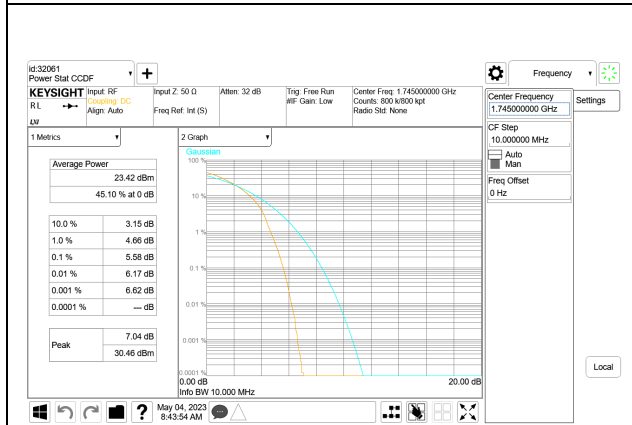 id:32061
Power Stat CCDF
Frequency
KEYSIGHT
R L
LXI
Input: RF
Coupling: DC
Align: Auto
Input Z: 50 Ω
Freq Ref: Int (S)
Atten: 32 dB
Trig: Free Run
#IF Gain: Low
Center Freq: 1.745000000 GHz
Counts: 800 k/800 kpt
Radio Std: None
Center Frequency
1.745000000 GHz
Settings
CF Step
10.000000 MHz
Auto
Man
Freq Offset
0 Hz
Local
1 Metrics
Average Power
23.42 dBm
45.10 % at 0 dB
10.0 % 3.15 dB
1.0 % 4.66 dB
0.1 % 5.58 dB
0.01 % 6.17 dB
0.001 % 6.62 dB
0.0001 % --- dB
Peak
7.04 dB
30.46 dBm
2 Graph
Gaussian
100 %
10 %
1 %
0.1 %
0.01 %
0.001 %
0.0001 %
0.00 dB 20.00 dB
Info BW 10.000 MHz
? May 04, 2023
8:43:54 AM